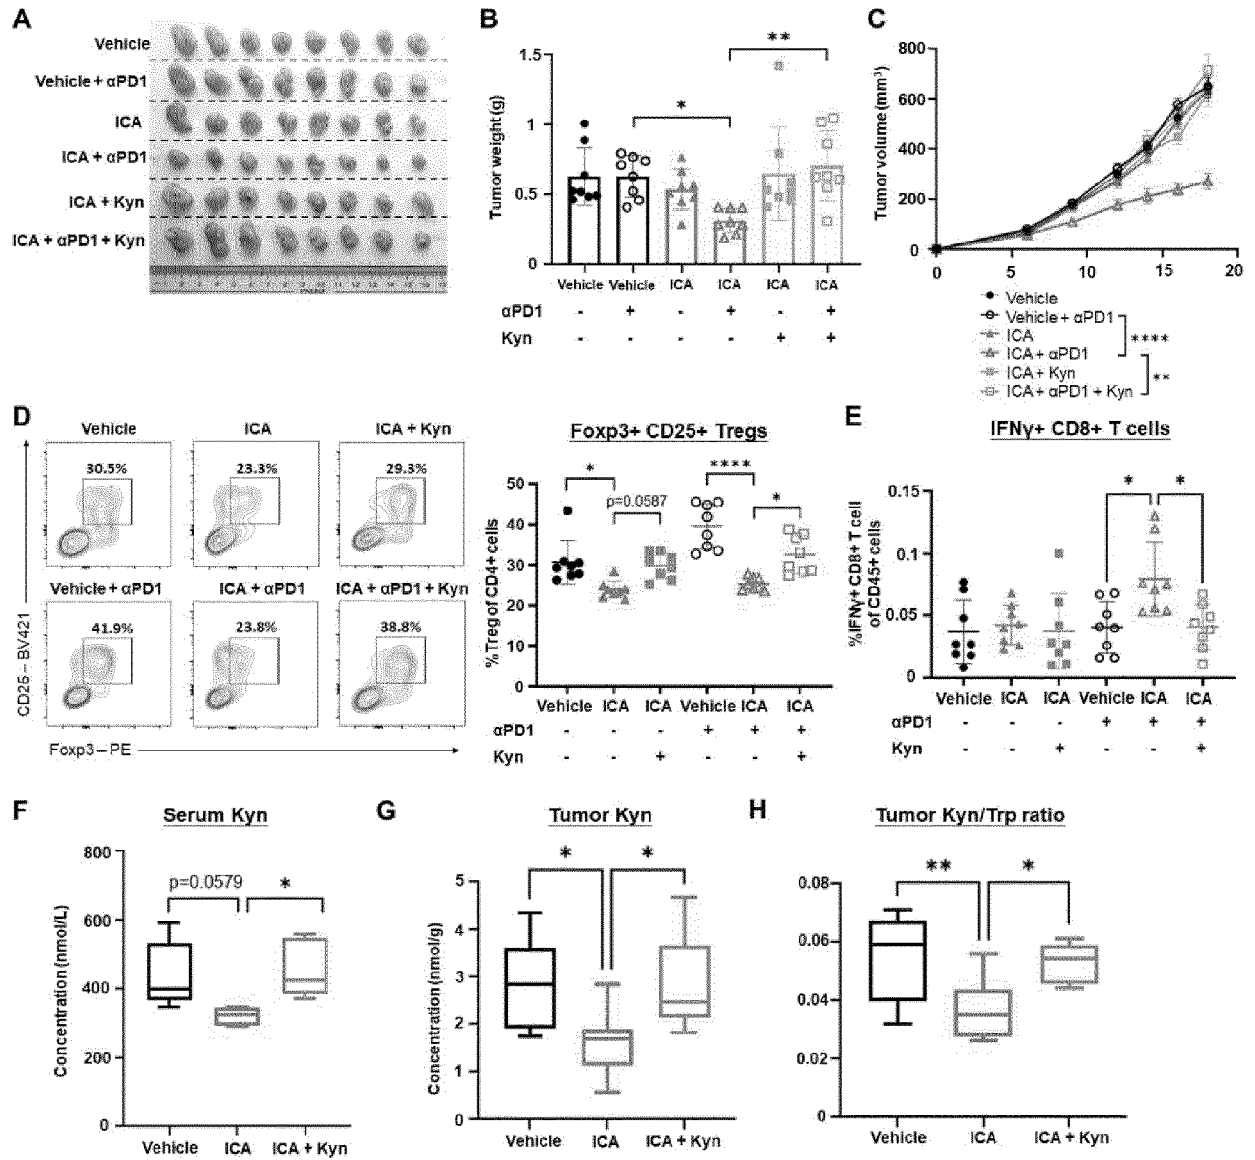 A
Vehicle
Vehicle + αPD1
ICA
ICA + αPD1
ICA + Kyn
ICA + αPD1 + Kyn
B
**
*
Tumor weight (g)
1.5
1
0.5
0
Vehicle Vehicle ICA ICA ICA ICA
αPD1 - + - + - +
Kyn - - - - + +
C
Tumor volume (mm³)
800
600
400
200
0
0 5 10 15 20
Vehicle
Vehicle + αPD1
ICA
ICA + αPD1
ICA + Kyn
ICA + αPD1 + Kyn
****
**
D
Vehicle ICA ICA + Kyn
30.5% 23.3% 29.3%
Vehicle + αPD1 ICA + αPD1 ICA + αPD1 + Kyn
41.9% 23.8% 38.8%
CD25 – BV421
Foxp3 – PE
Foxp3+ CD25+ Tregs
* p=0.0587 **** *
%Treg of CD4+ cells
50
40
30
20
10
0
Vehicle ICA ICA Vehicle ICA ICA
αPD1 - - - + + +
Kyn - - + - - +
E
IFNγ+ CD8+ T cells
* *
%IFNγ+ CD8+ T cell
of CD45+ cells
0.15
0.1
0.05
0
Vehicle ICA ICA Vehicle ICA ICA
αPD1 - - - + + +
Kyn - - + - - +
F
Serum Kyn
p=0.0579 *
Concentration (nmol/L)
800
600
400
200
0
Vehicle ICA ICA + Kyn
G
Tumor Kyn
* *
Concentration (nmol/g)
5
4
3
2
1
0
Vehicle ICA ICA + Kyn
H
Tumor Kyn/Trp ratio
** *
0.08
0.06
0.04
0.02
0
Vehicle ICA ICA + Kyn